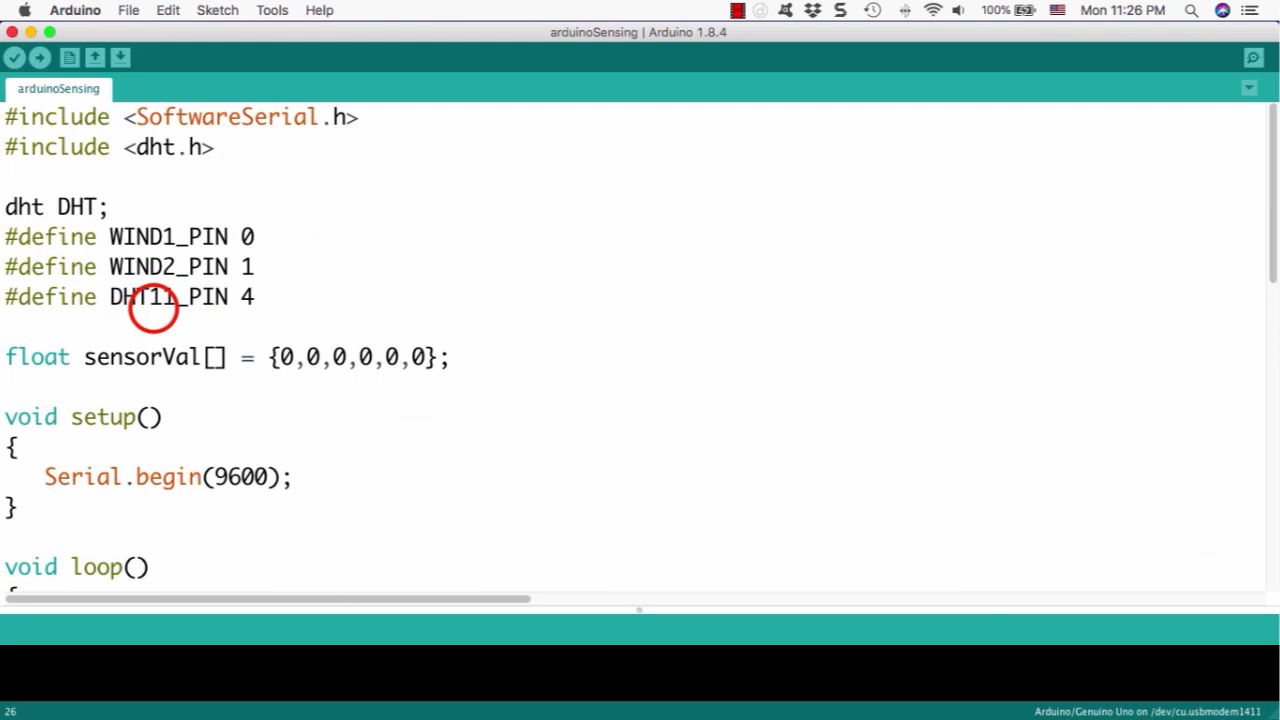 Arduino File Edit Sketch Tools Help 100% Mon 11:26 PM
arduinoSensing | Arduino 1.8.4
arduinoSensing
#include <SoftwareSerial.h>
#include <dht.h>
dht DHT;
#define WIND1_PIN 0
#define WIND2_PIN 1
#define DHT11_PIN 4
float sensorVal[] = {0,0,0,0,0,0};
void setup()
{
Serial.begin(9600);
}
void loop()
{
26 Arduino/Genuino Uno on /dev/cu.usbmodem1411